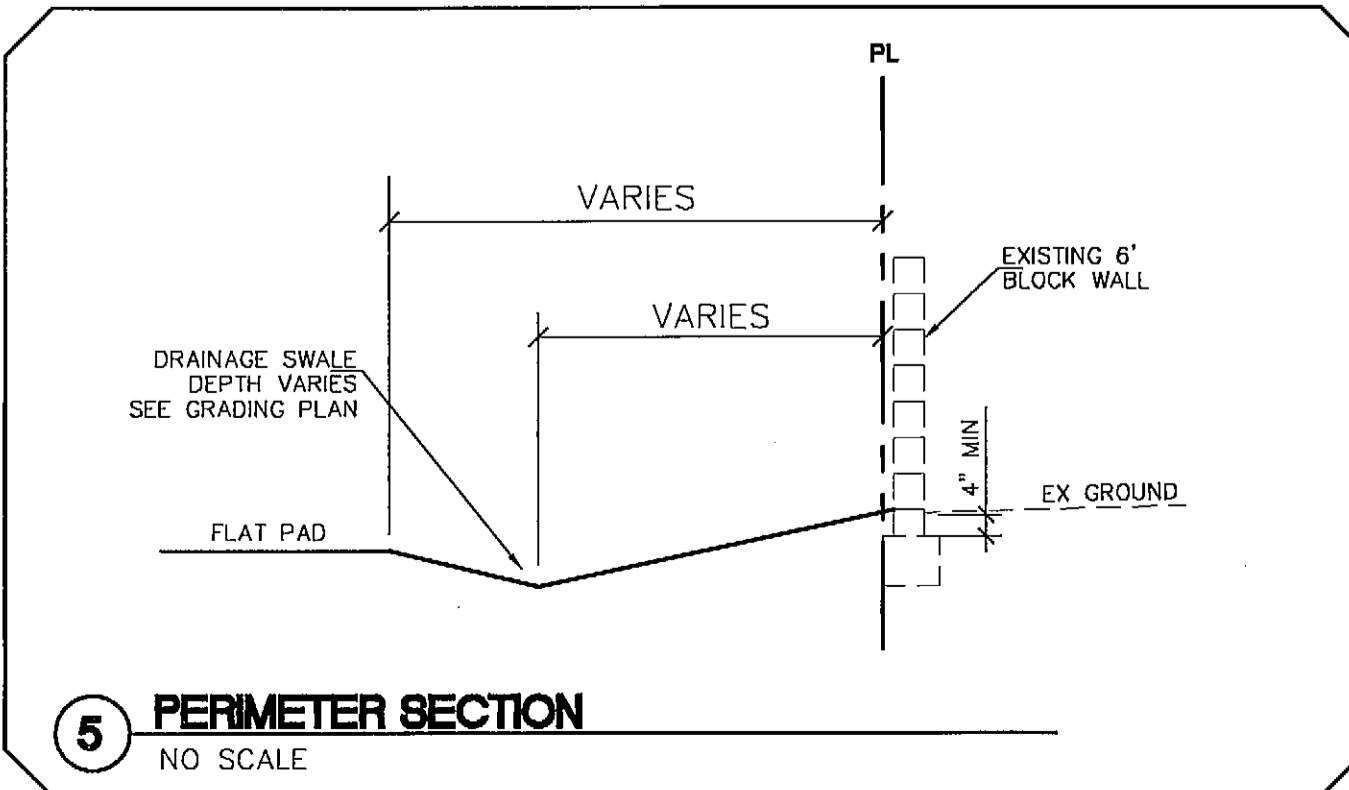 PL
VARIES
EXISTING 6'
BLOCK WALL
VARIES
DRAINAGE SWALE
DEPTH VARIES
SEE GRADING PLAN
4" MIN
EX GROUND
FLAT PAD
5
PERIMETER SECTION
NO SCALE